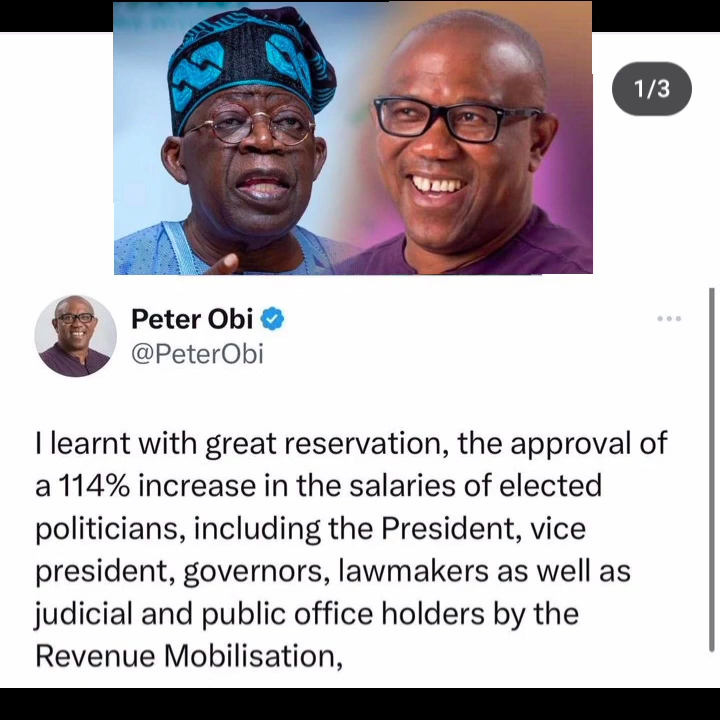 1/3
Peter Obi
@PeterObi
I learnt with great reservation, the approval of
a 114% increase in the salaries of elected
politicians, including the President, vice
president, governors, lawmakers as well as
judicial and public office holders by the
Revenue Mobilisation,